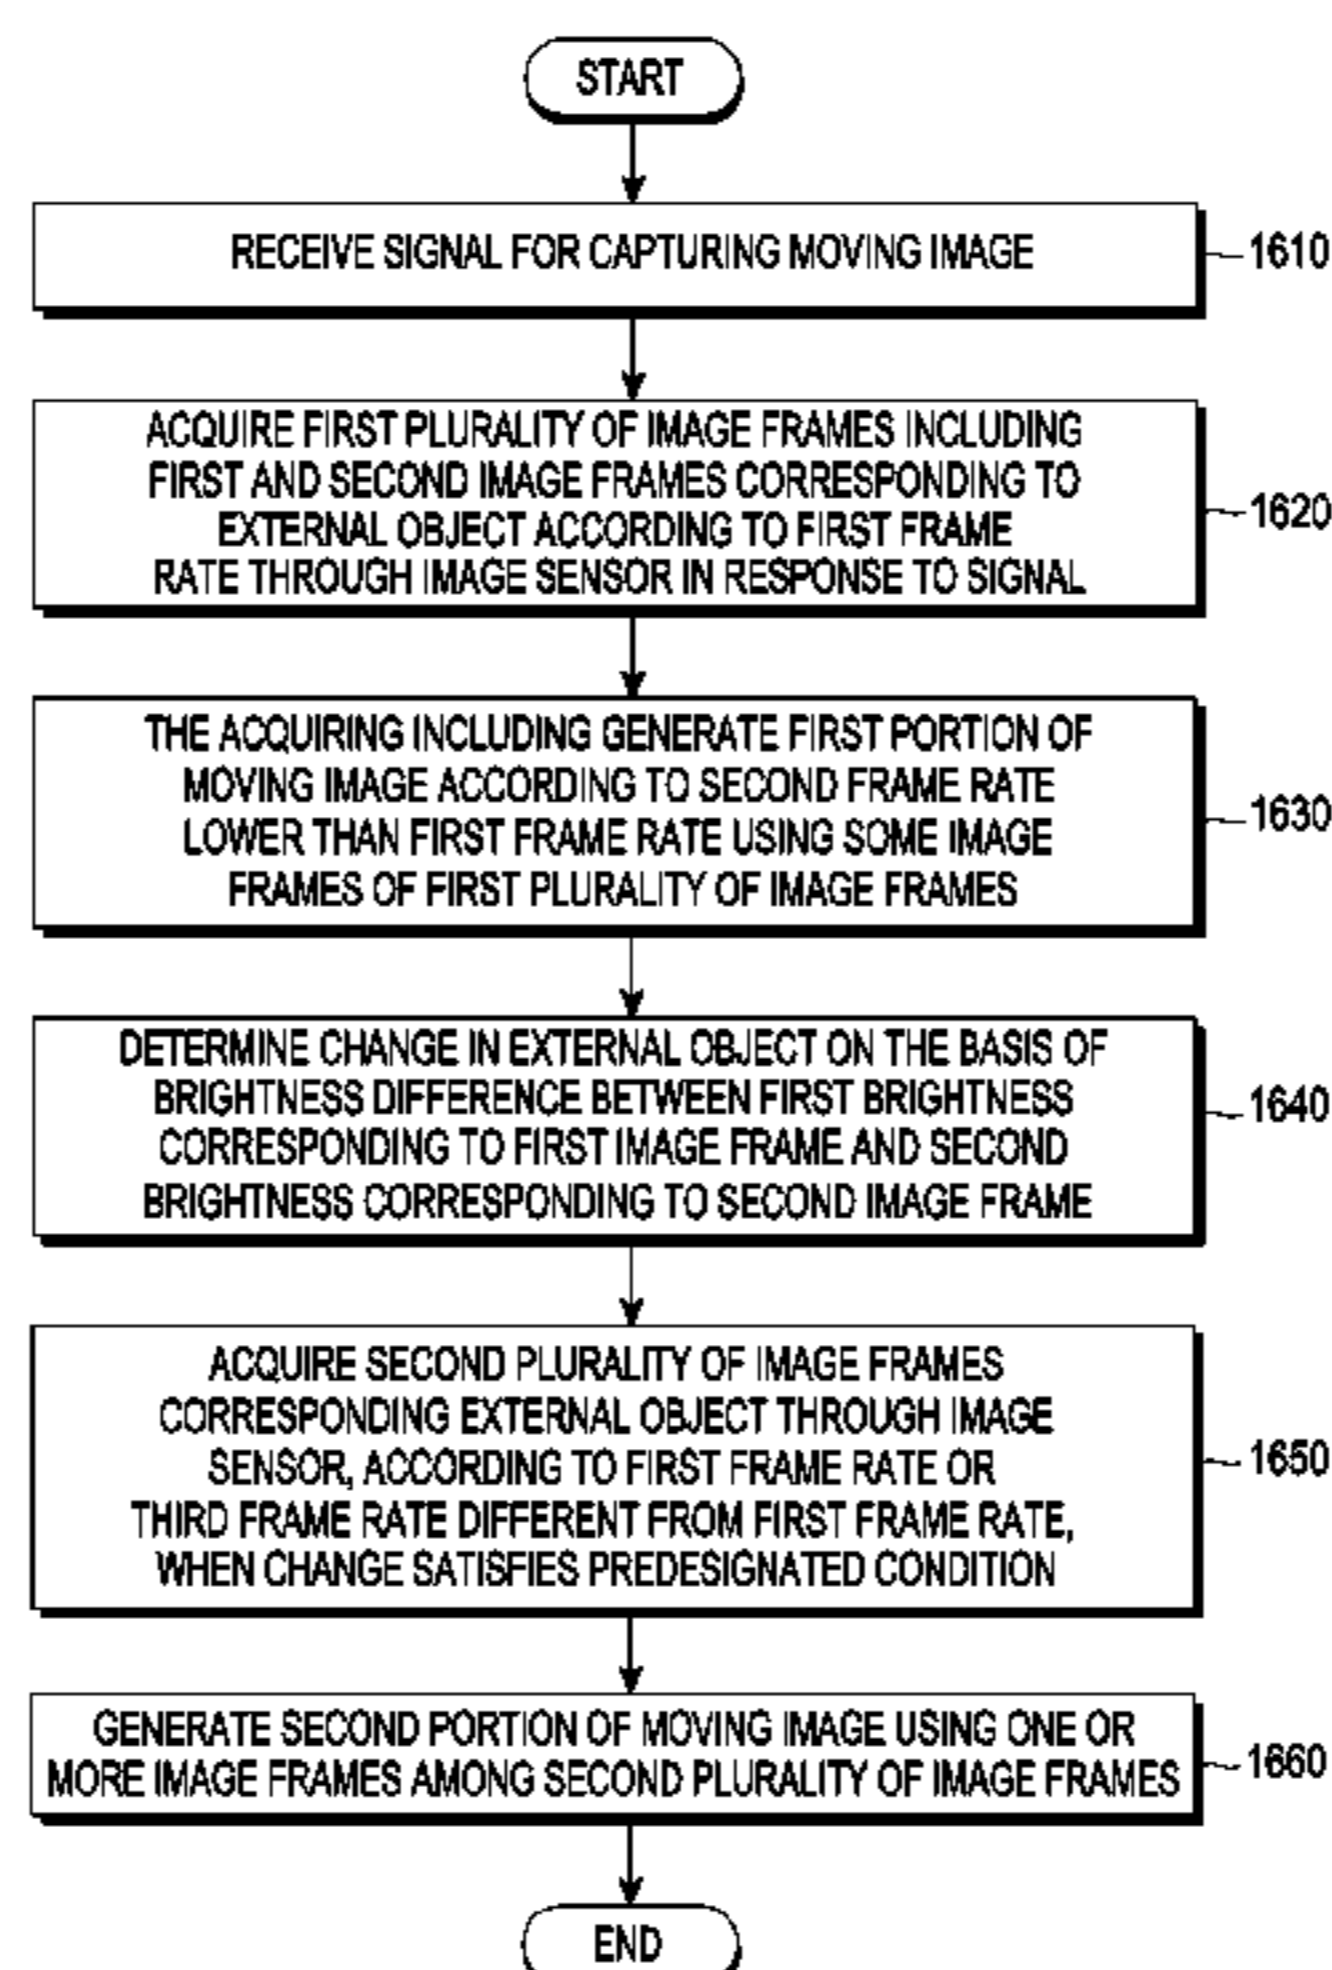 START
RECEIVE SIGNAL FOR CAPTURING MOVING IMAGE
1610
ACQUIRE FIRST PLURALITY OF IMAGE FRAMES INCLUDING
FIRST AND SECOND IMAGE FRAMES CORRESPONDING TO
EXTERNAL OBJECT ACCORDING TO FIRST FRAME
RATE THROUGH IMAGE SENSOR IN RESPONSE TO SIGNAL
1620
THE ACQUIRING INCLUDING GENERATE FIRST PORTION OF
MOVING IMAGE ACCORDING TO SECOND FRAME RATE
LOWER THAN FIRST FRAME RATE USING SOME IMAGE
FRAMES OF FIRST PLURALITY OF IMAGE FRAMES
1630
DETERMINE CHANGE IN EXTERNAL OBJECT ON THE BASIS OF
BRIGHTNESS DIFFERENCE BETWEEN FIRST BRIGHTNESS
CORRESPONDING TO FIRST IMAGE FRAME AND SECOND
BRIGHTNESS CORRESPONDING TO SECOND IMAGE FRAME
1640
ACQUIRE SECOND PLURALITY OF IMAGE FRAMES
CORRESPONDING EXTERNAL OBJECT THROUGH IMAGE
SENSOR, ACCORDING TO FIRST FRAME RATE OR
THIRD FRAME RATE DIFFERENT FROM FIRST FRAME RATE,
WHEN CHANGE SATISFIES PREDESIGNATED CONDITION
1650
GENERATE SECOND PORTION OF MOVING IMAGE USING ONE OR
MORE IMAGE FRAMES AMONG SECOND PLURALITY OF IMAGE FRAMES
1660
END